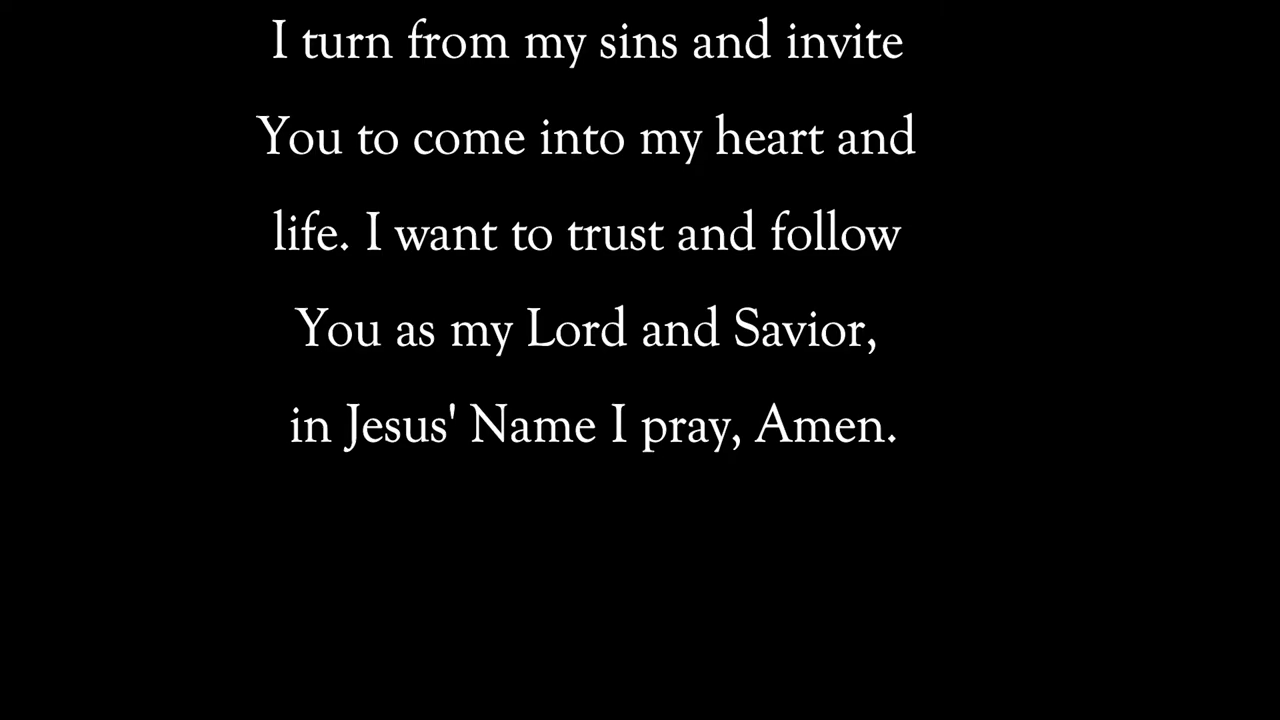 I turn from my sins and invite
You to come into my heart and
life. I want to trust and follow
You as my Lord and Savior,
in Jesus' Name I pray, Amen.